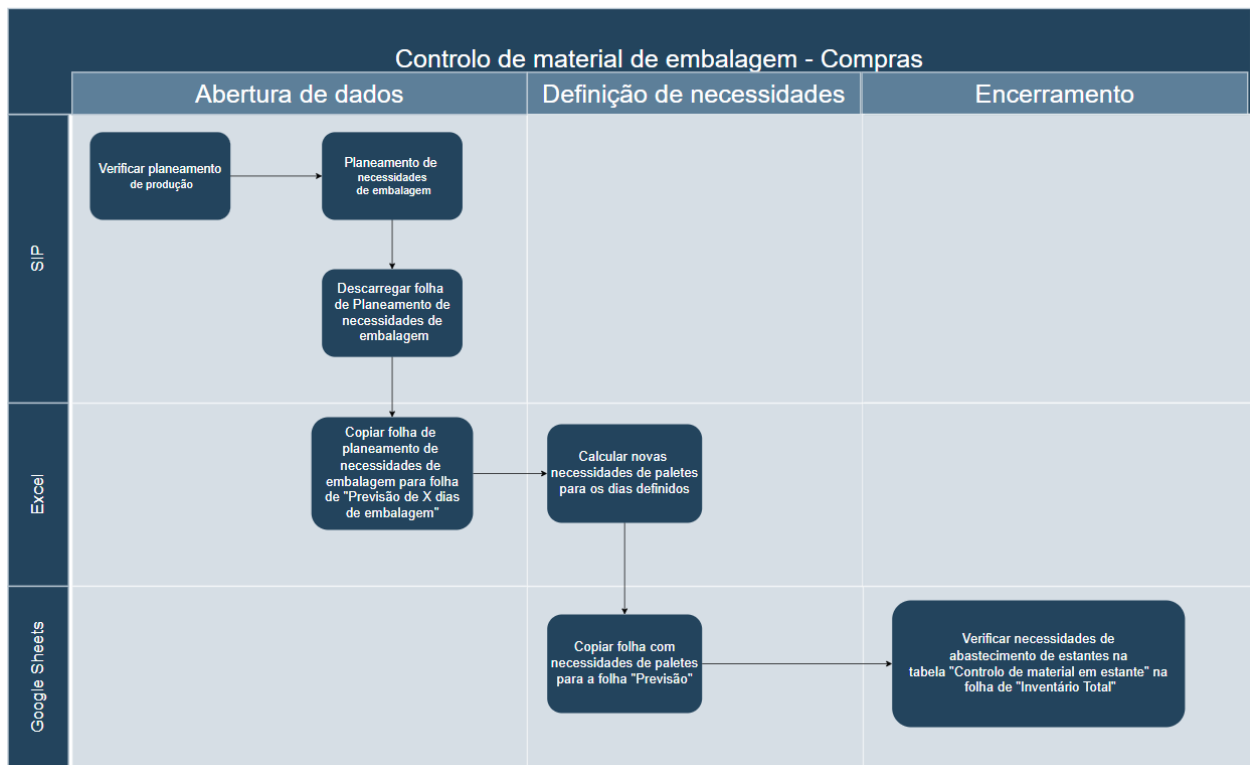 Controlo de material de embalagem - Compras
Abertura de dados
Definição de necessidades
Encerramento
SIP
Verificar planeamento
de produção
Planeamento de
necessidades
de embalagem
Descarregar folha
de Planeamento de
necessidades de
embalagem
Excel
Copiar folha de
planeamento de
necessidades de
embalagem para folha
de "Previsão de X dias
de embalagem"
Calcular novas
necessidades de paletes
para os dias definidos
Google Sheets
Copiar folha com
necessidades de paletes
para a folha "Previsão"
Verificar necessidades de
abastecimento de estantes na
tabela "Controlo de material em estante" na
folha de "Inventário Total"